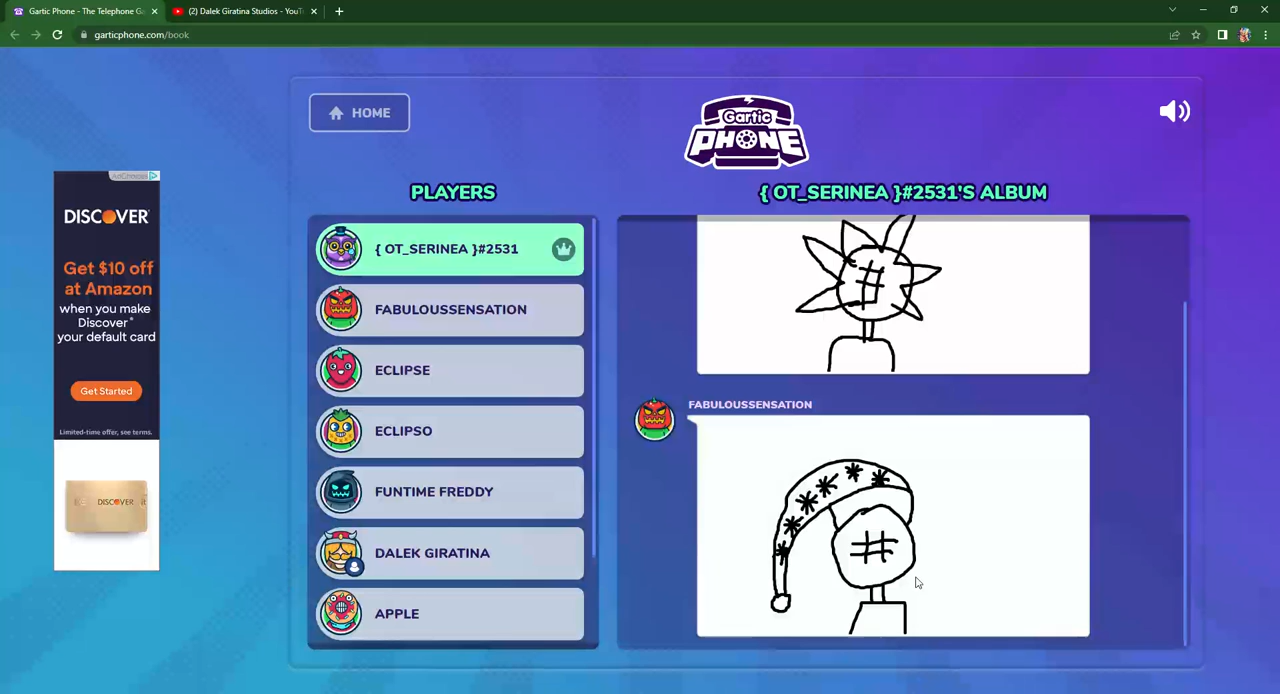 Gartic Phone - The Telephone Ga
(2) Dalek Giratina Studios - YouTu
garticphone.com/book
HOME
Gartic
PHONE
PLAYERS
{ OT_SERINEA }#2531'S ALBUM
{ OT_SERINEA }#2531
FABULOUSSENSATION
ECLIPSE
ECLIPSO
FUNTIME FREDDY
DALEK GIRATINA
APPLE
FABULOUSSENSATION
#
#
AdChoices
DISCOVER
Get $10 off
at Amazon
when you make
Discover®
your default card
Get Started
Limited-time offer, see terms.
DISCOVER